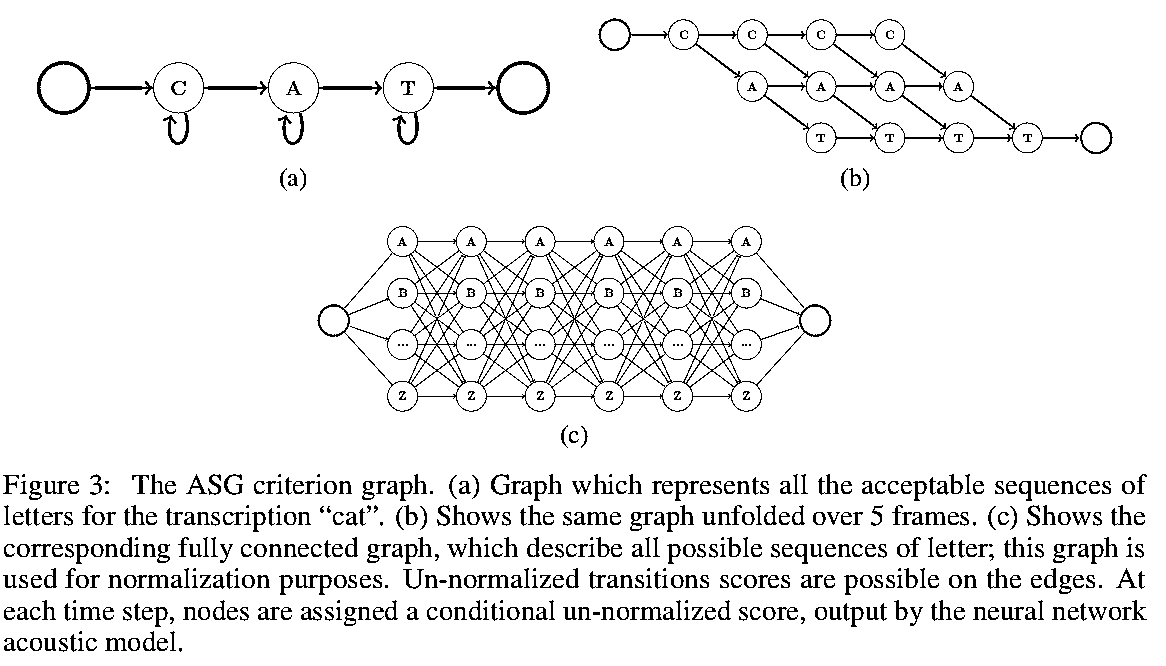 C A T
(a)
C C C C
A A A A
T T T T
(b)
A A A A A A
B B B B B B
... ... ... ... ... ...
Z Z Z Z Z Z
(c)
Figure 3: The ASG criterion graph. (a) Graph which represents all the acceptable sequences of
letters for the transcription “cat”. (b) Shows the same graph unfolded over 5 frames. (c) Shows the
corresponding fully connected graph, which describe all possible sequences of letter; this graph is
used for normalization purposes. Un-normalized transitions scores are possible on the edges. At
each time step, nodes are assigned a conditional un-normalized score, output by the neural network
acoustic model.